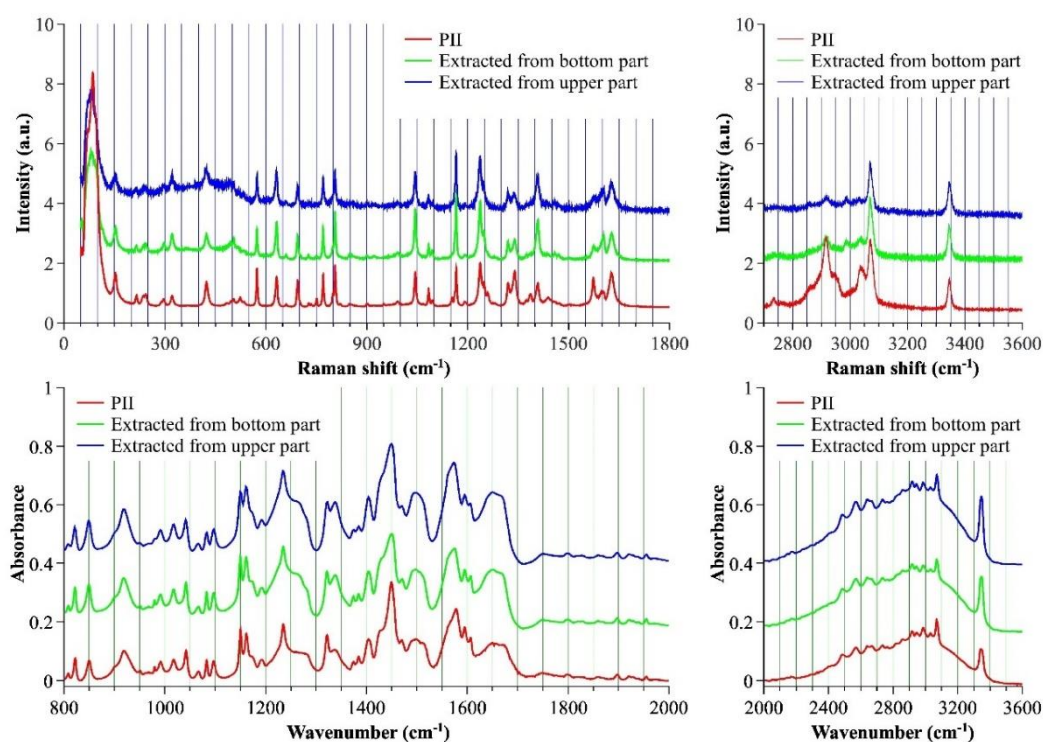 10
8
6
4
2
0
Intensity (a.u.)
PII
Extracted from bottom part
Extracted from upper part
0 300 600 900 1200 1500 1800
Raman shift (cm-1)
10
8
6
4
2
0
Intensity (a.u.)
PII
Extracted from bottom part
Extracted from upper part
2800 3000 3200 3400 3600
Raman shift (cm-1)
1
0.8
0.6
0.4
0.2
0
Absorbance
PII
Extracted from bottom part
Extracted from upper part
800 1000 1200 1400 1600 1800 2000
Wavenumber (cm-1)
1
0.8
0.6
0.4
0.2
0
Absorbance
PII
Extracted from bottom part
Extracted from upper part
2000 2400 2800 3200 3600
Wavenumber (cm-1)